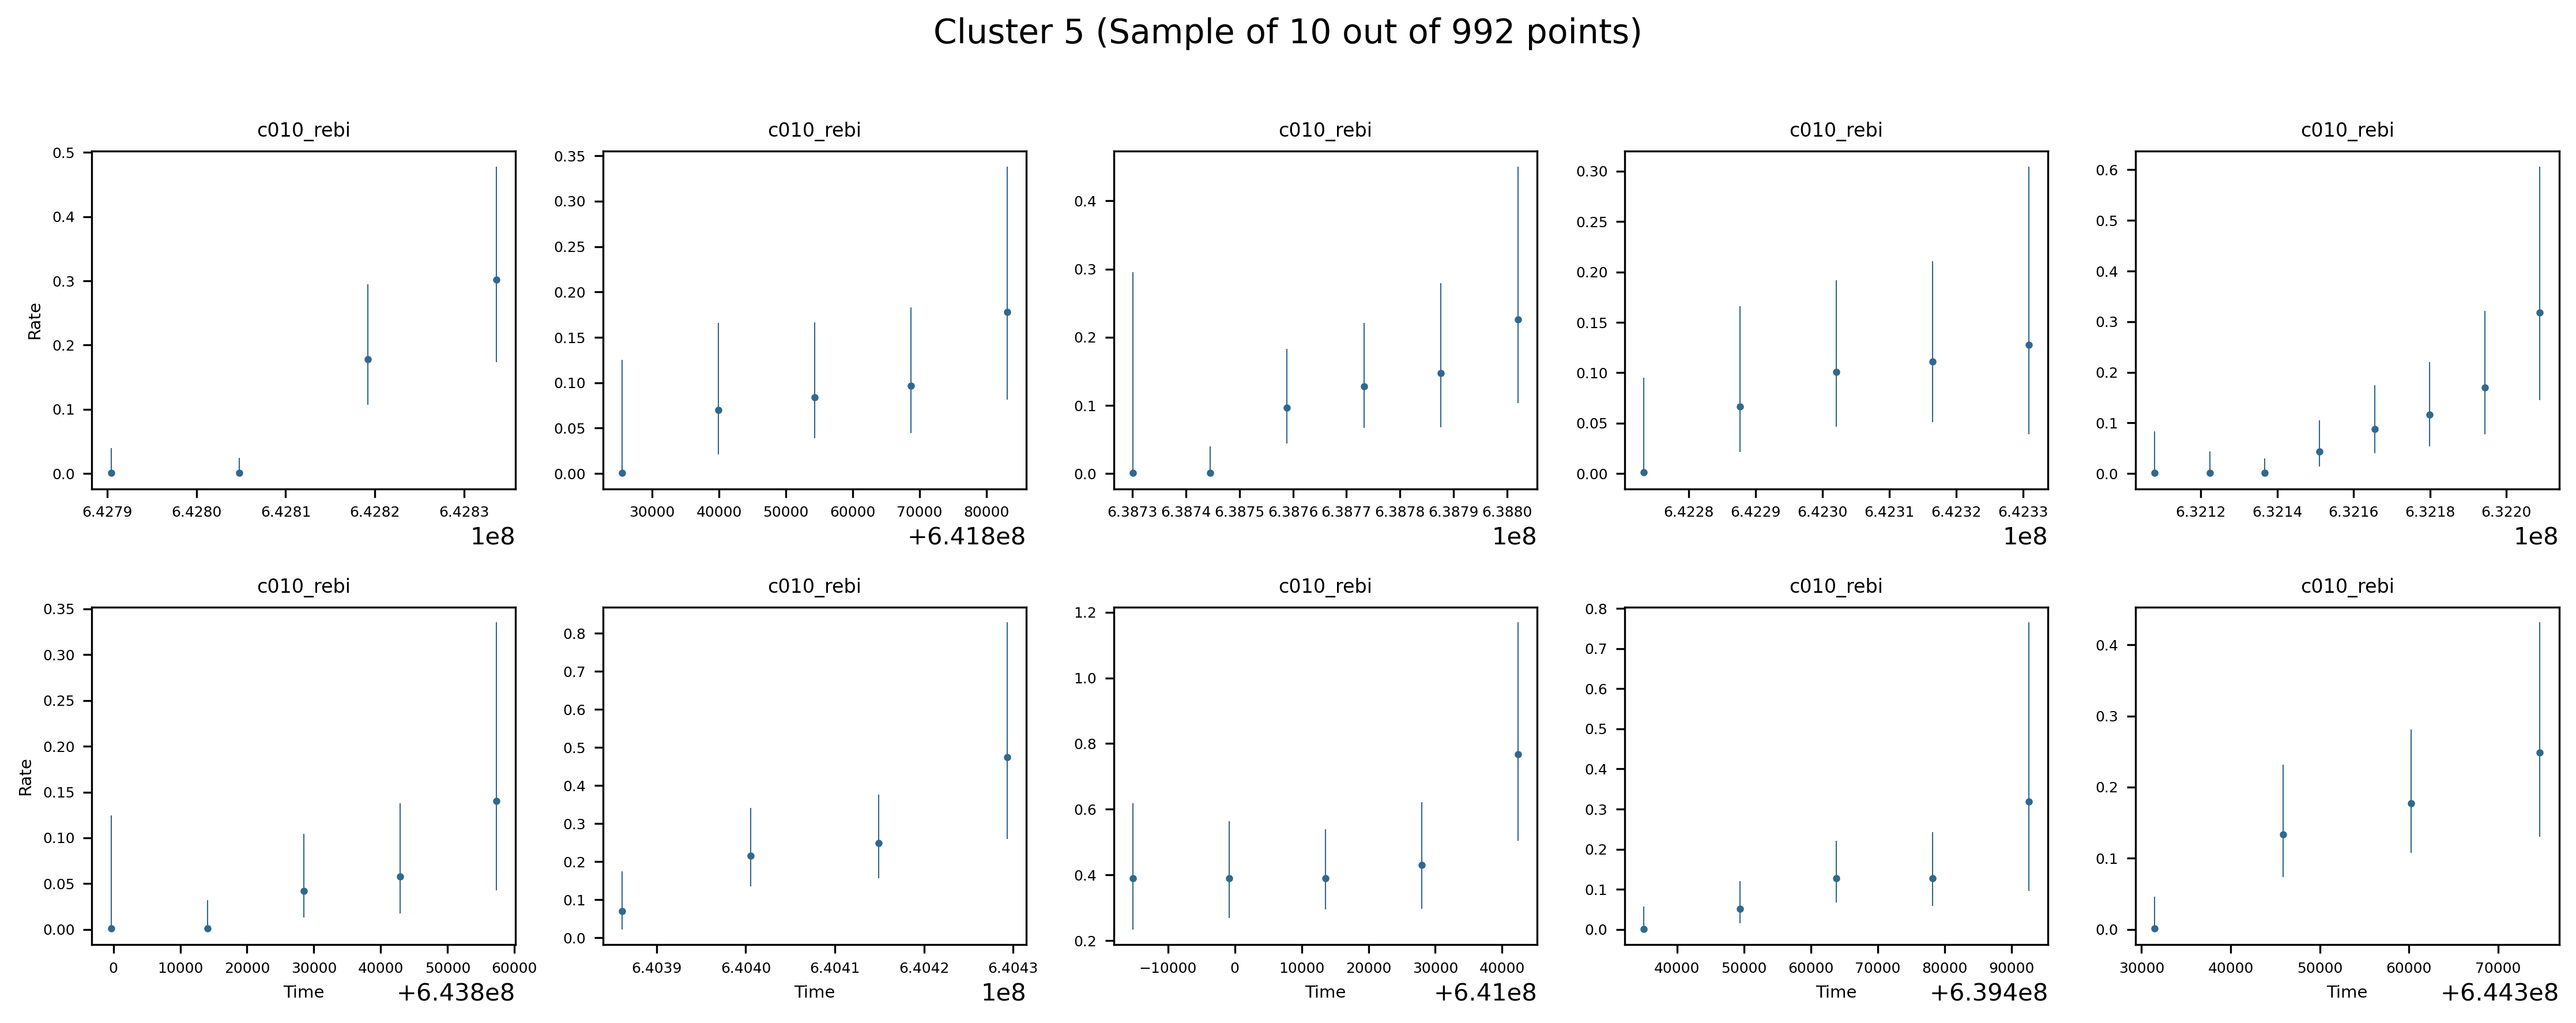 Cluster 5 (Sample of 10 out of 992 points)
c010_rebi c010_rebi c010_rebi c010_rebi c010_rebi
Rate
0.5 0.4 0.3 0.2 0.1 0.0
6.4279 6.4280 6.4281 6.4282 6.4283
1e8
0.35 0.30 0.25 0.20 0.15 0.10 0.05 0.00
30000 40000 50000 60000 70000 80000
+6.418e8
0.4 0.3 0.2 0.1 0.0
6.3873 6.3874 6.3875 6.3876 6.3877 6.3878 6.3879 6.3880
1e8
0.30 0.25 0.20 0.15 0.10 0.05 0.00
6.4228 6.4229 6.4230 6.4231 6.4232 6.4233
1e8
0.6 0.5 0.4 0.3 0.2 0.1 0.0
6.3212 6.3214 6.3216 6.3218 6.3220
1e8
c010_rebi c010_rebi c010_rebi c010_rebi c010_rebi
Rate
0.35 0.30 0.25 0.20 0.15 0.10 0.05 0.00
0 10000 20000 30000 40000 50000 60000
Time +6.438e8
0.8 0.7 0.6 0.5 0.4 0.3 0.2 0.1 0.0
6.4039 6.4040 6.4041 6.4042 6.4043
Time 1e8
1.2 1.0 0.8 0.6 0.4 0.2
−10000 0 10000 20000 30000 40000
Time +6.41e8
0.8 0.7 0.6 0.5 0.4 0.3 0.2 0.1 0.0
40000 50000 60000 70000 80000 90000
Time +6.394e8
0.4 0.3 0.2 0.1 0.0
30000 40000 50000 60000 70000
Time +6.443e8